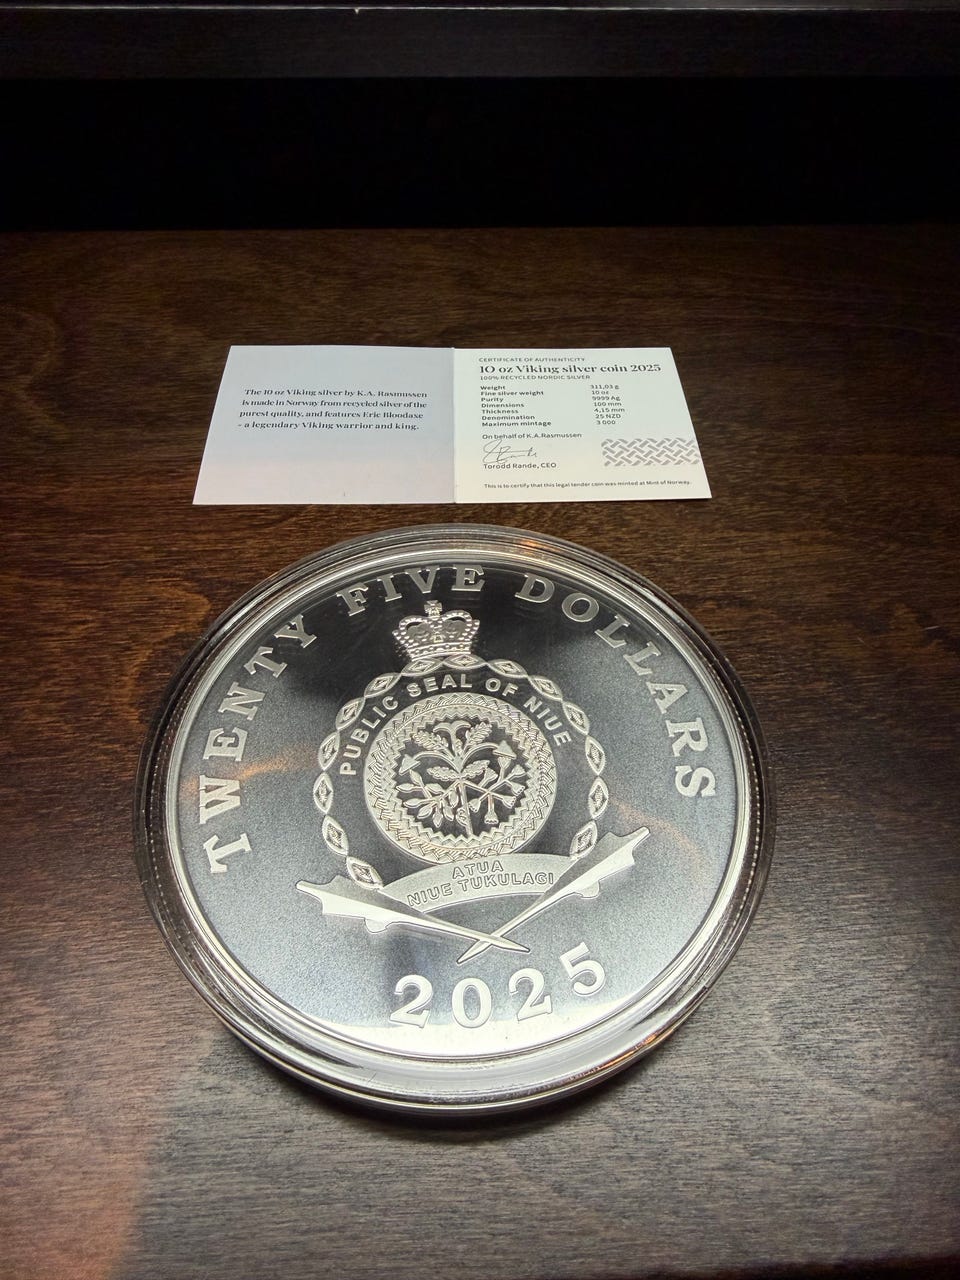 The 10 oz Viking silver by K.A. Rasmussen
is made in Norway from recycled silver of the
purest quality, and features Eric Bloodaxe
- a legendary Viking warrior and king.
CERTIFICATE OF AUTHENTICITY
10 oz Viking silver coin 2025
100% RECYCLED NORDIC SILVER
Weight 311,03 g
Fine silver weight 10 oz
Purity 9999 Ag
Dimensions 100 mm
Thickness 4,15 mm
Denomination 25 NZD
Maximum mintage 3 000
On behalf of K.A.Rasmussen
Torodd Rande, CEO
This is to certify that this legal tender coin was minted at Mint of Norway.
TWENTY FIVE DOLLARS
PUBLIC SEAL OF NIUE
ATUA
NIUE TUKULAGI
2025